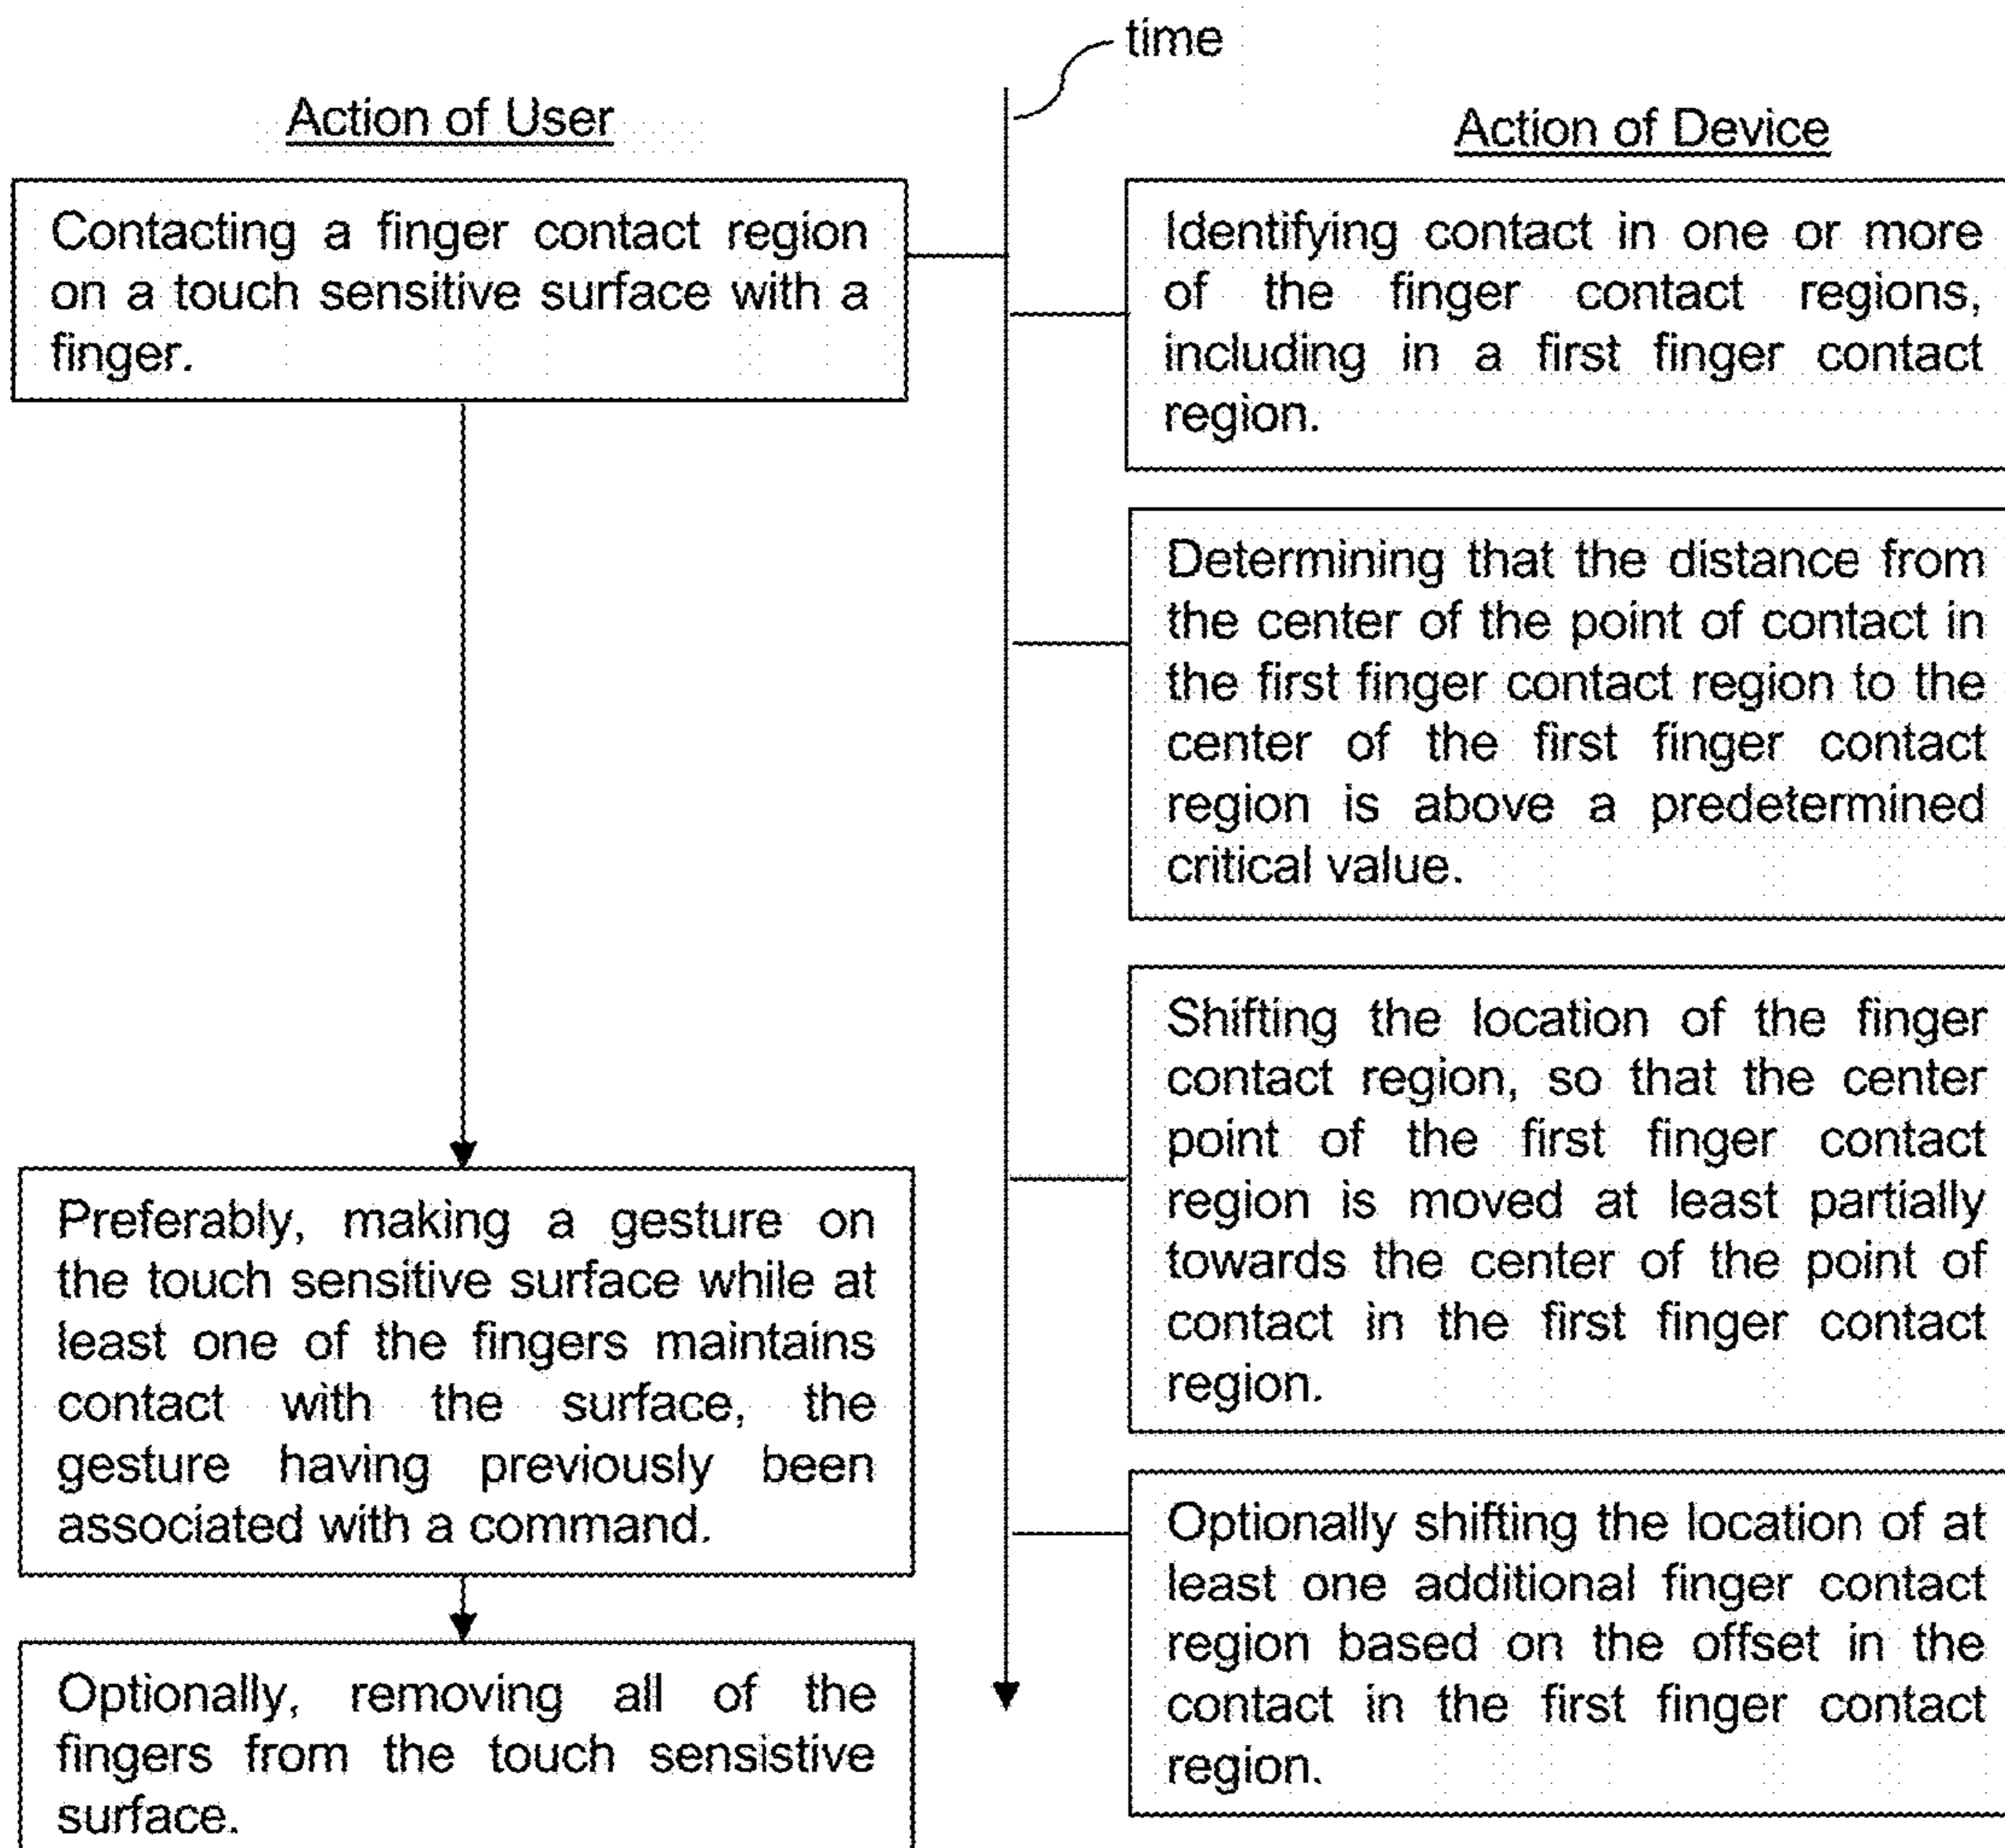 time
Action of User
Contacting a finger contact region
on a touch sensitive surface with a
finger.
Preferably, making a gesture on
the touch sensitive surface while at
least one of the fingers maintains
contact with the surface, the
gesture having previously been
associated with a command.
Optionally, removing all of the
fingers from the touch sensistive
surface.
Action of Device
Identifying contact in one or more
of the finger contact regions,
including in a first finger contact
region.
Determining that the distance from
the center of the point of contact in
the first finger contact region to the
center of the first finger contact
region is above a predetermined
critical value.
Shifting the location of the finger
contact region, so that the center
point of the first finger contact
region is moved at least partially
towards the center of the point of
contact in the first finger contact
region.
Optionally shifting the location of at
least one additional finger contact
region based on the offset in the
contact in the first finger contact
region.